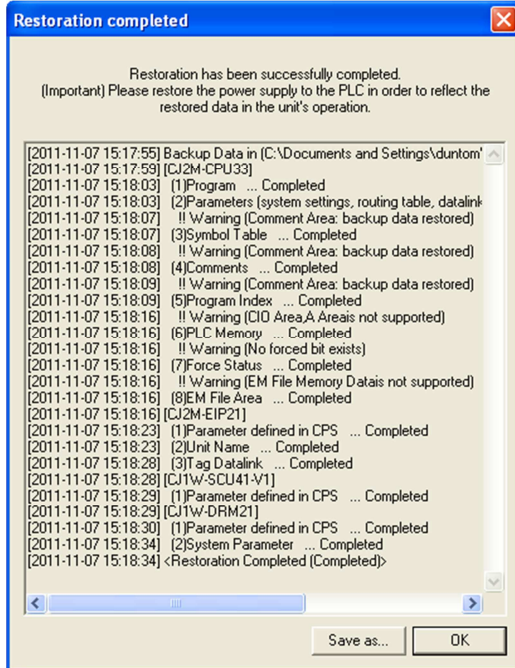 Restoration completed
Restoration has been successfully completed.
(Important) Please restore the power supply to the PLC in order to reflect the
restored data in the unit's operation.
[2011-11-07 15:17:55] Backup Data in (C:\Documents and Settings\duntom'
[2011-11-07 15:17:59] [CJ2M-CPU33]
[2011-11-07 15:18:03] (1)Program ... Completed
[2011-11-07 15:18:03] (2)Parameters (system settings, routing table, datalink
[2011-11-07 15:18:07] !! Warning (Comment Area: backup data restored)
[2011-11-07 15:18:07] (3)Symbol Table ... Completed
[2011-11-07 15:18:08] !! Warning (Comment Area: backup data restored)
[2011-11-07 15:18:08] (4)Comments ... Completed
[2011-11-07 15:18:09] !! Warning (Comment Area: backup data restored)
[2011-11-07 15:18:09] (5)Program Index ... Completed
[2011-11-07 15:18:16] !! Warning (CIO Area,A Areais not supported)
[2011-11-07 15:18:16] (6)PLC Memory ... Completed
[2011-11-07 15:18:16] !! Warning (No forced bit exists)
[2011-11-07 15:18:16] (7)Force Status ... Completed
[2011-11-07 15:18:16] !! Warning (EM File Memory Datais not supported)
[2011-11-07 15:18:16] (8)EM File Area ... Completed
[2011-11-07 15:18:16] [CJ2M-EIP21]
[2011-11-07 15:18:23] (1)Parameter defined in CPS ... Completed
[2011-11-07 15:18:23] (2)Unit Name ... Completed
[2011-11-07 15:18:28] (3)Tag Datalink ... Completed
[2011-11-07 15:18:28] [CJ1W-SCU41-V1]
[2011-11-07 15:18:29] (1)Parameter defined in CPS ... Completed
[2011-11-07 15:18:29] [CJ1W-DRM21]
[2011-11-07 15:18:30] (1)Parameter defined in CPS ... Completed
[2011-11-07 15:18:34] (2)System Parameter ... Completed
[2011-11-07 15:18:34] <Restoration Completed (Completed)>
Save as...
OK